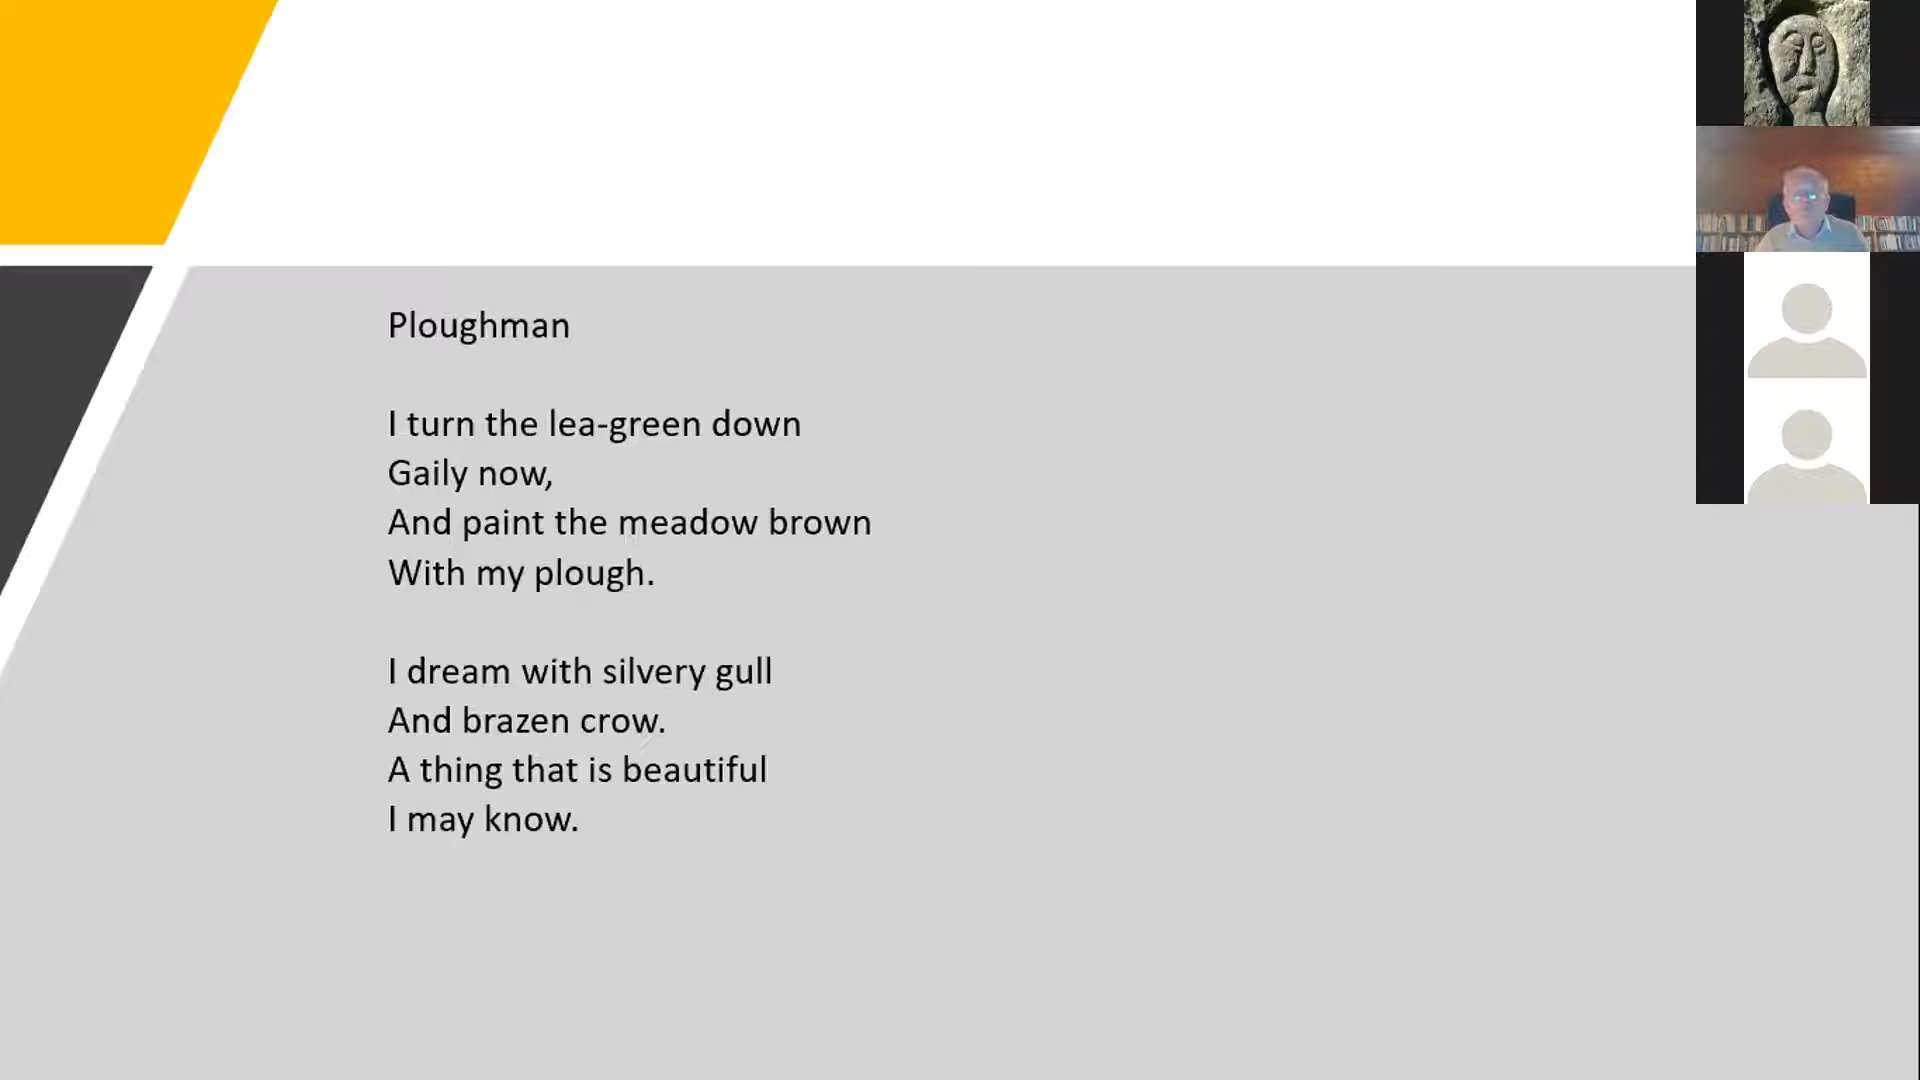 Ploughman
I turn the lea-green down
Gaily now,
And paint the meadow brown
With my plough.
I dream with silvery gull
And brazen crow.
A thing that is beautiful
I may know.